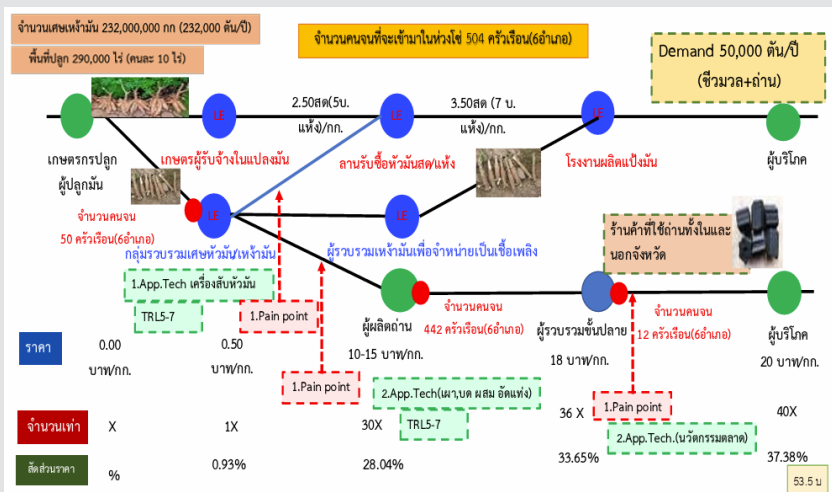 จำนวนเศษเหง้ามัน 232,000,000 กก (232,000 ตัน/ปี)
พื้นที่ปลูก 290,000 ไร่ (คนละ 10 ไร่)
จำนวนคนจนที่จะเข้ามาในห่วงโซ่ 504 ครัวเรือน(6อำเภอ)
Demand 50,000 ตัน/ปี
(ชีวมวล+ถ่าน)
LE
2.50สด(5บ.
แห้ง)/กก.
LE
3.50สด (7 บ.
แห้ง)/กก.
LE
เกษตรกรปลูก
ผู้ปลูกมัน
เกษตรผู้รับจ้างในแปลงมัน
ลานรับซื้อหัวมันสด/แห้ง
โรงงานผลิตแป้งมัน
ผู้บริโภค
จำนวนคนจน
50 ครัวเรือน(6อำเภอ)
LE
LE
กลุ่มรวบรวมเศษหัวมัน/เหง้ามัน
ผู้รวบรวมเหง้ามันเพื่อจำหน่ายเป็นเชื้อเพลิง
ร้านค้าที่ใช้ถ่านทั้งในและ
นอกจังหวัด
1.App.Tech เครื่องสับหัวมัน
TRL5-7
1.Pain point
ผู้ผลิตถ่าน
จำนวนคนจน
442 ครัวเรือน(6อำเภอ)
ผู้รวบรวมขั้นปลาย
จำนวนคนจน
12 ครัวเรือน(6อำเภอ)
ผู้บริโภค
ราคา
0.00
บาท/กก.
0.50
บาท/กก.
10-15 บาท/กก.
18 บาท/กก.
20 บาท/กก.
1.Pain point
2.App.Tech(เผา,บด ผสม อัดแท่ง)
TRL5-7
1.Pain point
2.App.Tech.(นวัตกรรมตลาด)
จำนวนเท่า
X
1X
30X
36 X
40X
สัดส่วนราคา
%
0.93%
28.04%
33.65%
37.38%
53.5 บ